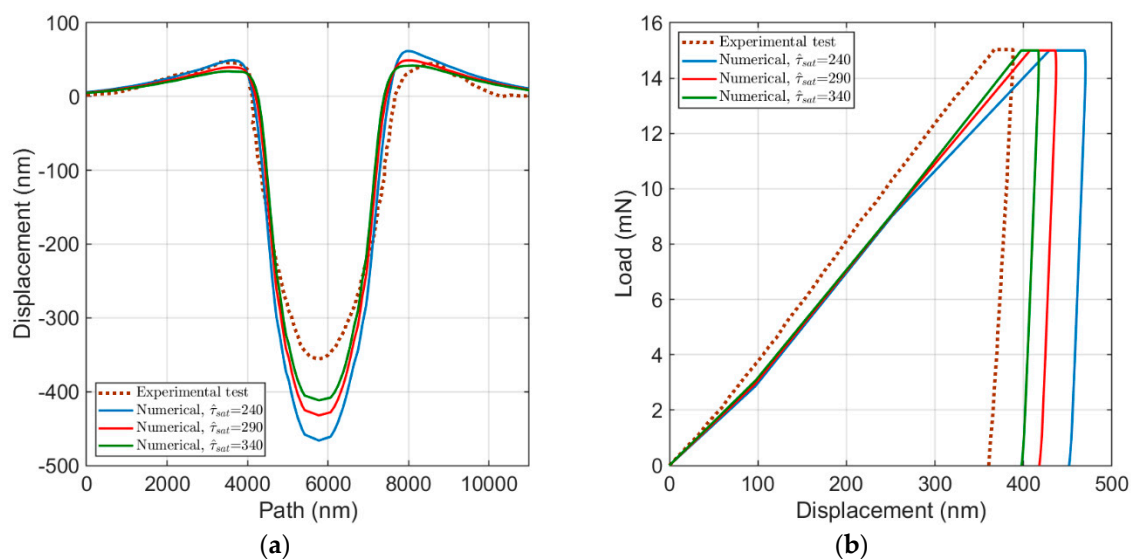 100
0
-100
-200
-300
-400
-500
Displacement (nm)
Experimental test
Numerical, τ̂sat=240
Numerical, τ̂sat=290
Numerical, τ̂sat=340
0 2000 4000 6000 8000 10000
Path (nm)
(a)
16
14
12
10
8
6
4
2
0
Load (mN)
Experimental test
Numerical, τ̂sat=240
Numerical, τ̂sat=290
Numerical, τ̂sat=340
0 100 200 300 400 500
Displacement (nm)
(b)